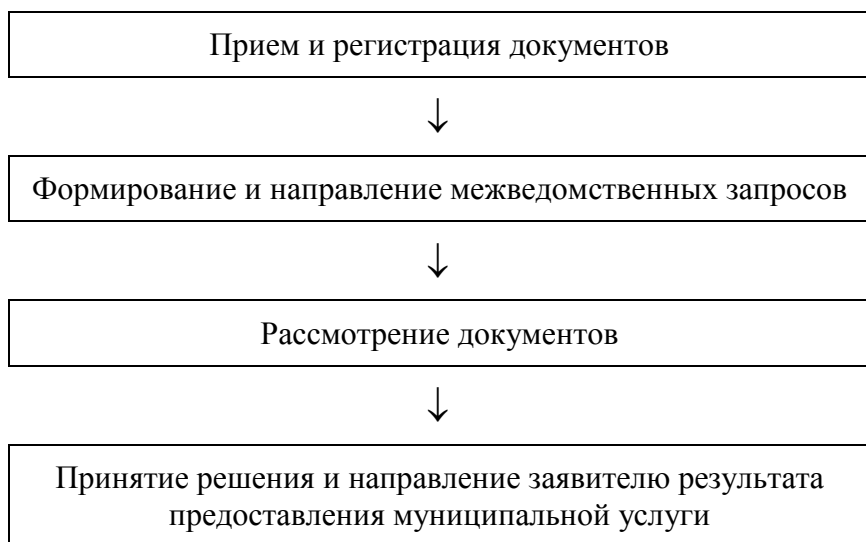 Прием и регистрация документов
Формирование и направление межведомственных запросов
Рассмотрение документов
Принятие решения и направление заявителю результата
предоставления муниципальной услуги